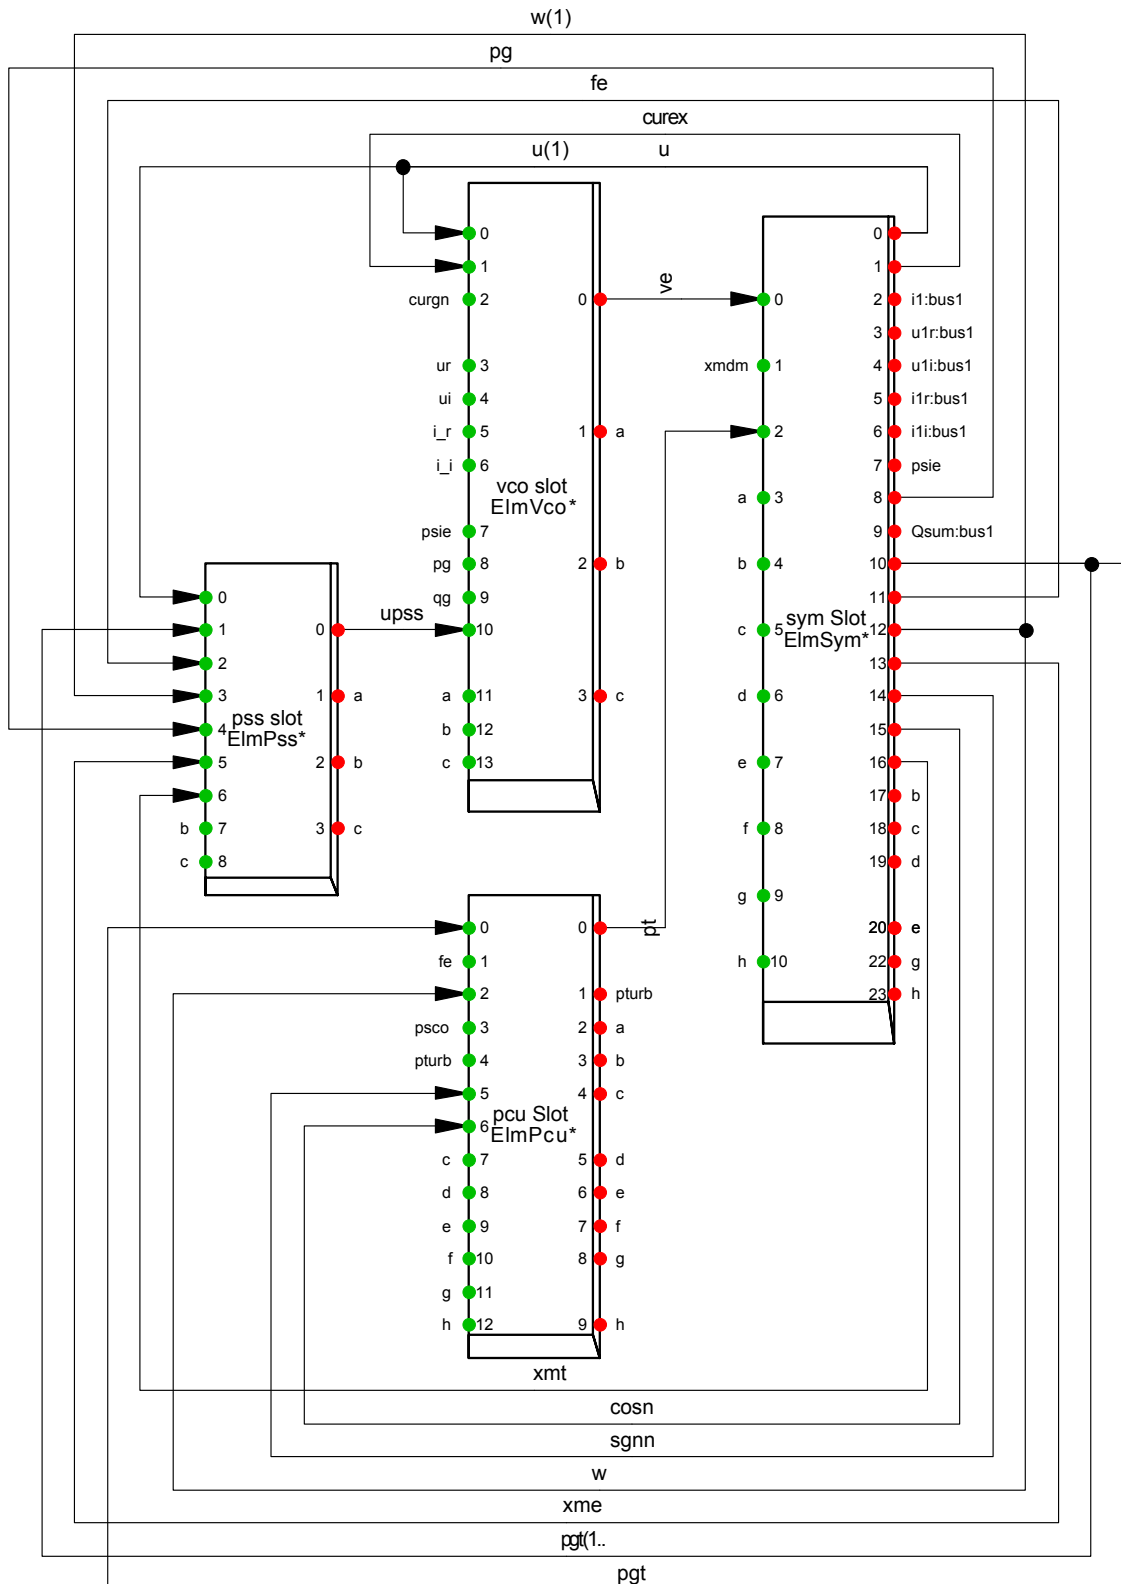 w(1)
pg
fe
curex
u(1) u
0 0
1 1
curgn 2 0 ve 0 2 i1:bus1
3 u1r:bus1
ur 3 xmdm 1 4 u1i:bus1
ui 4 5 i1r:bus1
i_r 5 1 a 2 6 i1i:bus1
i_i 6 7 psie
vco slot
ElmVco*
a 3 8
psie 7 9 Qsum:bus1
pg 8 2 b b 4 10
0 qg 9 11
1 0 upss 10 c 5 12
sym Slot
ElmSym*
2 13
3 1 a a 11 3 c d 6 14
pss slot
ElmPss*
4 b 12 15
5 2 b c 13 e 7 16
6 17 b
b 7 3 c f 8 18 c
c 8 19 d
g 9
0 0 pt 20 e
fe 1 h 10 22 g
2 1 pturb 23 h
psco 3 2 a
pturb 4 3 b
5 4 c
pcu Slot
ElmPcu*
6
c 7 5 d
d 8 6 e
e 9 7 f
f 10 8 g
g 11
h 12 9 h
xmt
cosn
sgnn
w
xme
pgt(1..
pgt